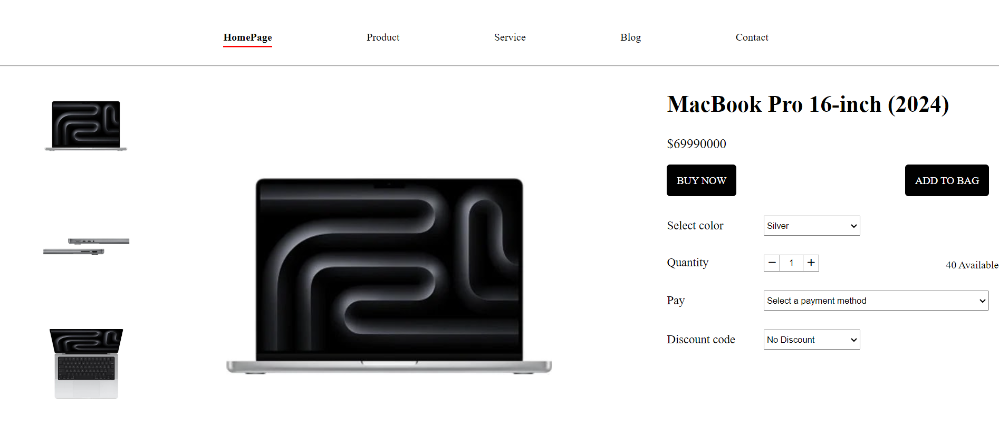 HomePage Product Service Blog Contact
MacBook Pro 16-inch (2024)
$69990000
BUY NOW ADD TO BAG
Select color Silver
Quantity 1 40 Available
Pay Select a payment method
Discount code No Discount